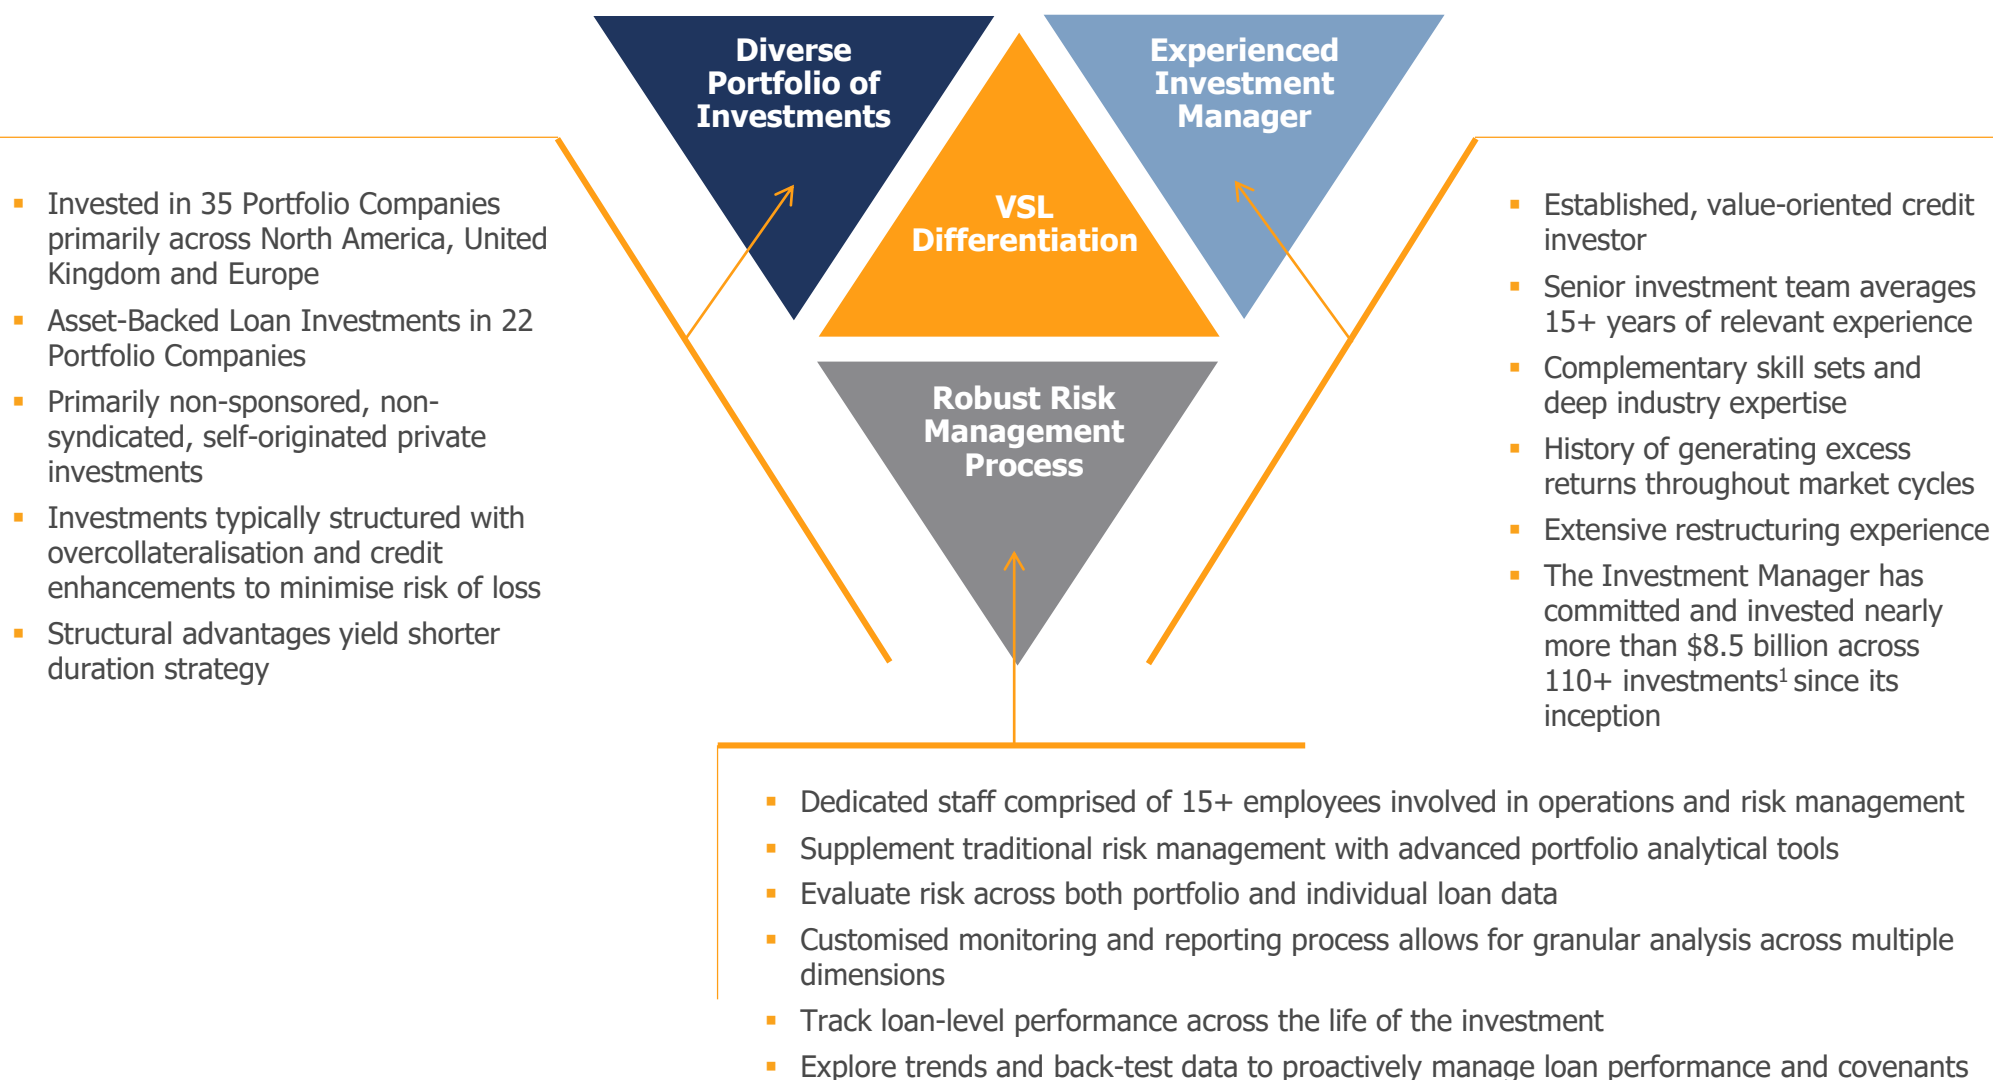 Diverse
Portfolio of
Investments
Experienced
Investment
Manager
VSL
Differentiation
Robust Risk
Management
Process
▪ Invested in 35 Portfolio Companies
primarily across North America, United
Kingdom and Europe
▪ Asset-Backed Loan Investments in 22
Portfolio Companies
▪ Primarily non-sponsored, non-
syndicated, self-originated private
investments
▪ Investments typically structured with
overcollateralisation and credit
enhancements to minimise risk of loss
▪ Structural advantages yield shorter
duration strategy
▪ Established, value-oriented credit
investor
▪ Senior investment team averages
15+ years of relevant experience
▪ Complementary skill sets and
deep industry expertise
▪ History of generating excess
returns throughout market cycles
▪ Extensive restructuring experience
▪ The Investment Manager has
committed and invested nearly
more than $8.5 billion across
110+ investments¹ since its
inception
▪ Dedicated staff comprised of 15+ employees involved in operations and risk management
▪ Supplement traditional risk management with advanced portfolio analytical tools
▪ Evaluate risk across both portfolio and individual loan data
▪ Customised monitoring and reporting process allows for granular analysis across multiple
dimensions
▪ Track loan-level performance across the life of the investment
▪ Explore trends and back-test data to proactively manage loan performance and covenants